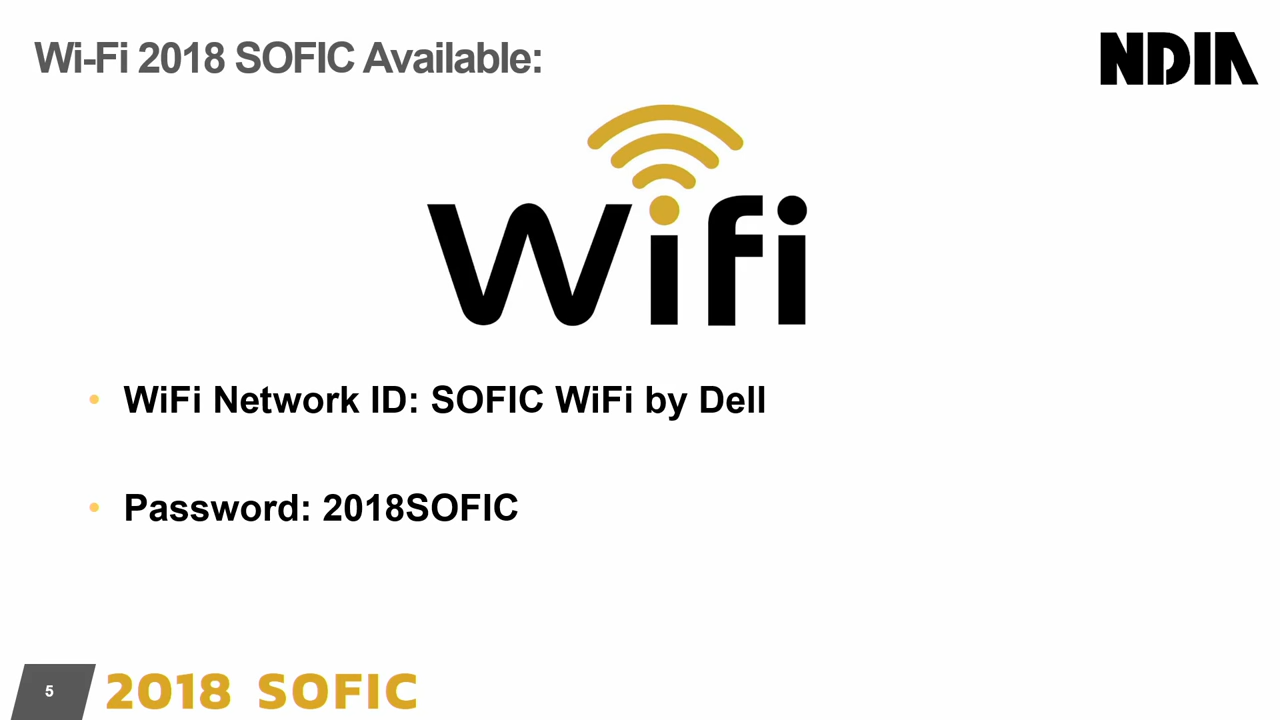 Wi-Fi 2018 SOFIC Available:
NDIA
Wifi
• WiFi Network ID: SOFIC WiFi by Dell
• Password: 2018SOFIC
5
2018 SOFIC